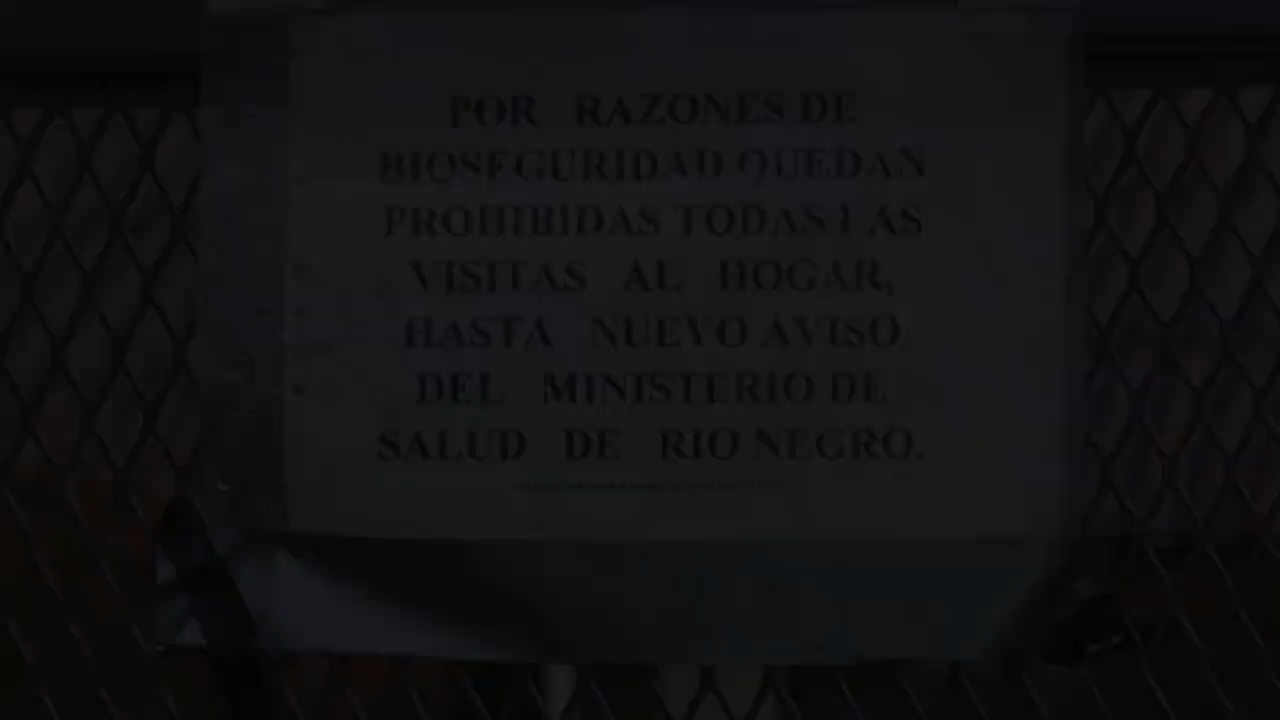 POR RAZONES DE
BIOSEGURIDAD QUEDAN
PROHIBIDAS TODAS LAS
VISITAS AL HOGAR,
HASTA NUEVO AVISO
DEL MINISTERIO DE
SALUD DE RIO NEGRO.